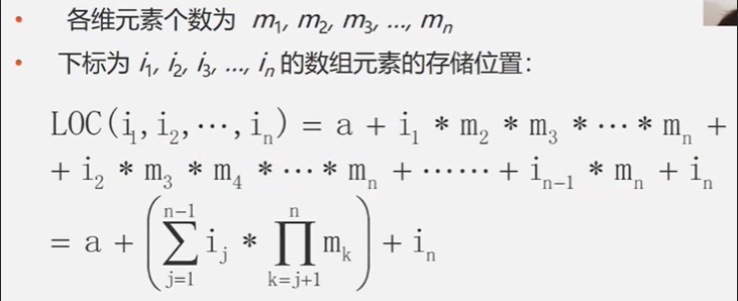 • 各维元素个数为 m₁, m₂, m₃, ..., mₙ
• 下标为 i₁, i₂, i₃, ..., iₙ 的数组元素的存储位置：
LOC(i₁,i₂,⋯,iₙ) = a + i₁ * m₂ * m₃ * ⋯ * mₙ +
+ i₂ * m₃ * m₄ * ⋯ * mₙ + ⋯⋯ + iₙ₋₁ * mₙ + iₙ
= a + (∑_{j=1}^{n-1} i_j * ∏_{k=j+1}^{n} m_k) + iₙ